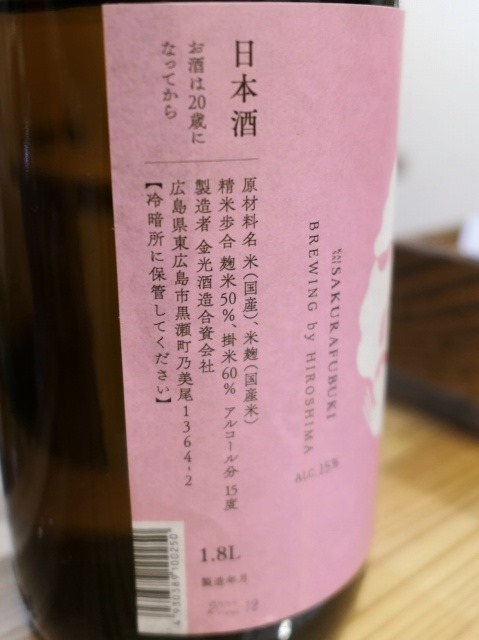 日本酒
お酒は20歳に
なってから
原材料名 米(国産)、米麹(国産米)
精米歩合 麹米50%、掛米60% アルコール分 15度
製造者 金光酒造合資会社
広島県東広島市黒瀬町乃美尾1364-2
【冷暗所に保管してください】
SAKURAFUBUKI
BREWING by HIROSHIMA
ALC.15%
1.8L
製造年月
12
4930389100250